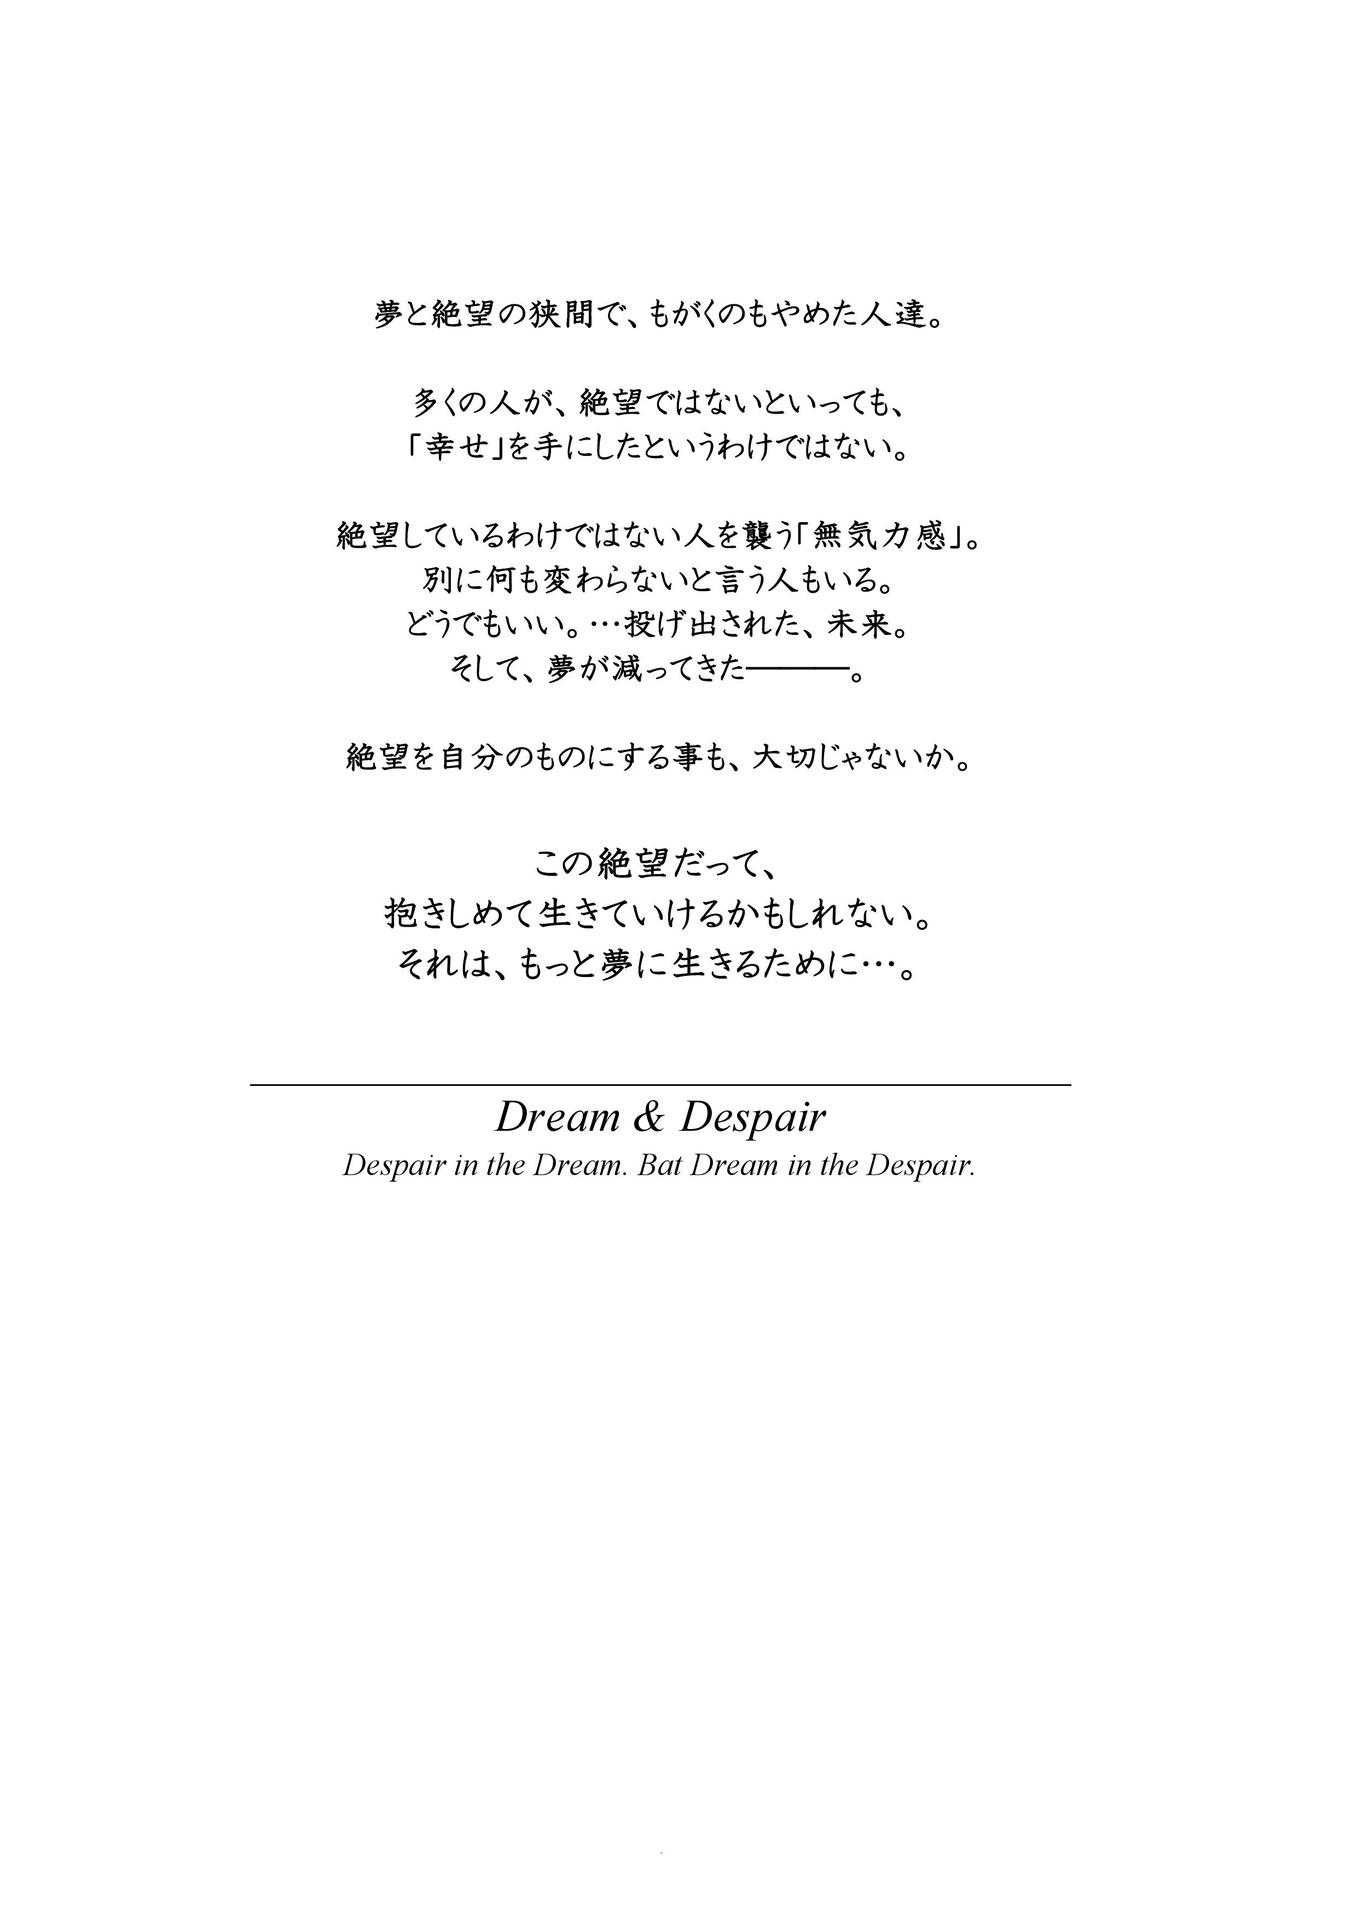 夢と絶望の狭間で、もがくのもやめた人達。
多くの人が、絶望ではないといっても、
「幸せ」を手にしたというわけではない。
絶望しているわけではない人を襲う「無気力感」。
別に何も変わらないと言う人もいる。
どうでもいい。…投げ出された、未来。
そして、夢が減ってきた―――。
絶望を自分のものにする事も、大切じゃないか。
この絶望だって、
抱きしめて生きていけるかもしれない。
それは、もっと夢に生きるために…。
Dream & Despair
Despair in the Dream. Bat Dream in the Despair.